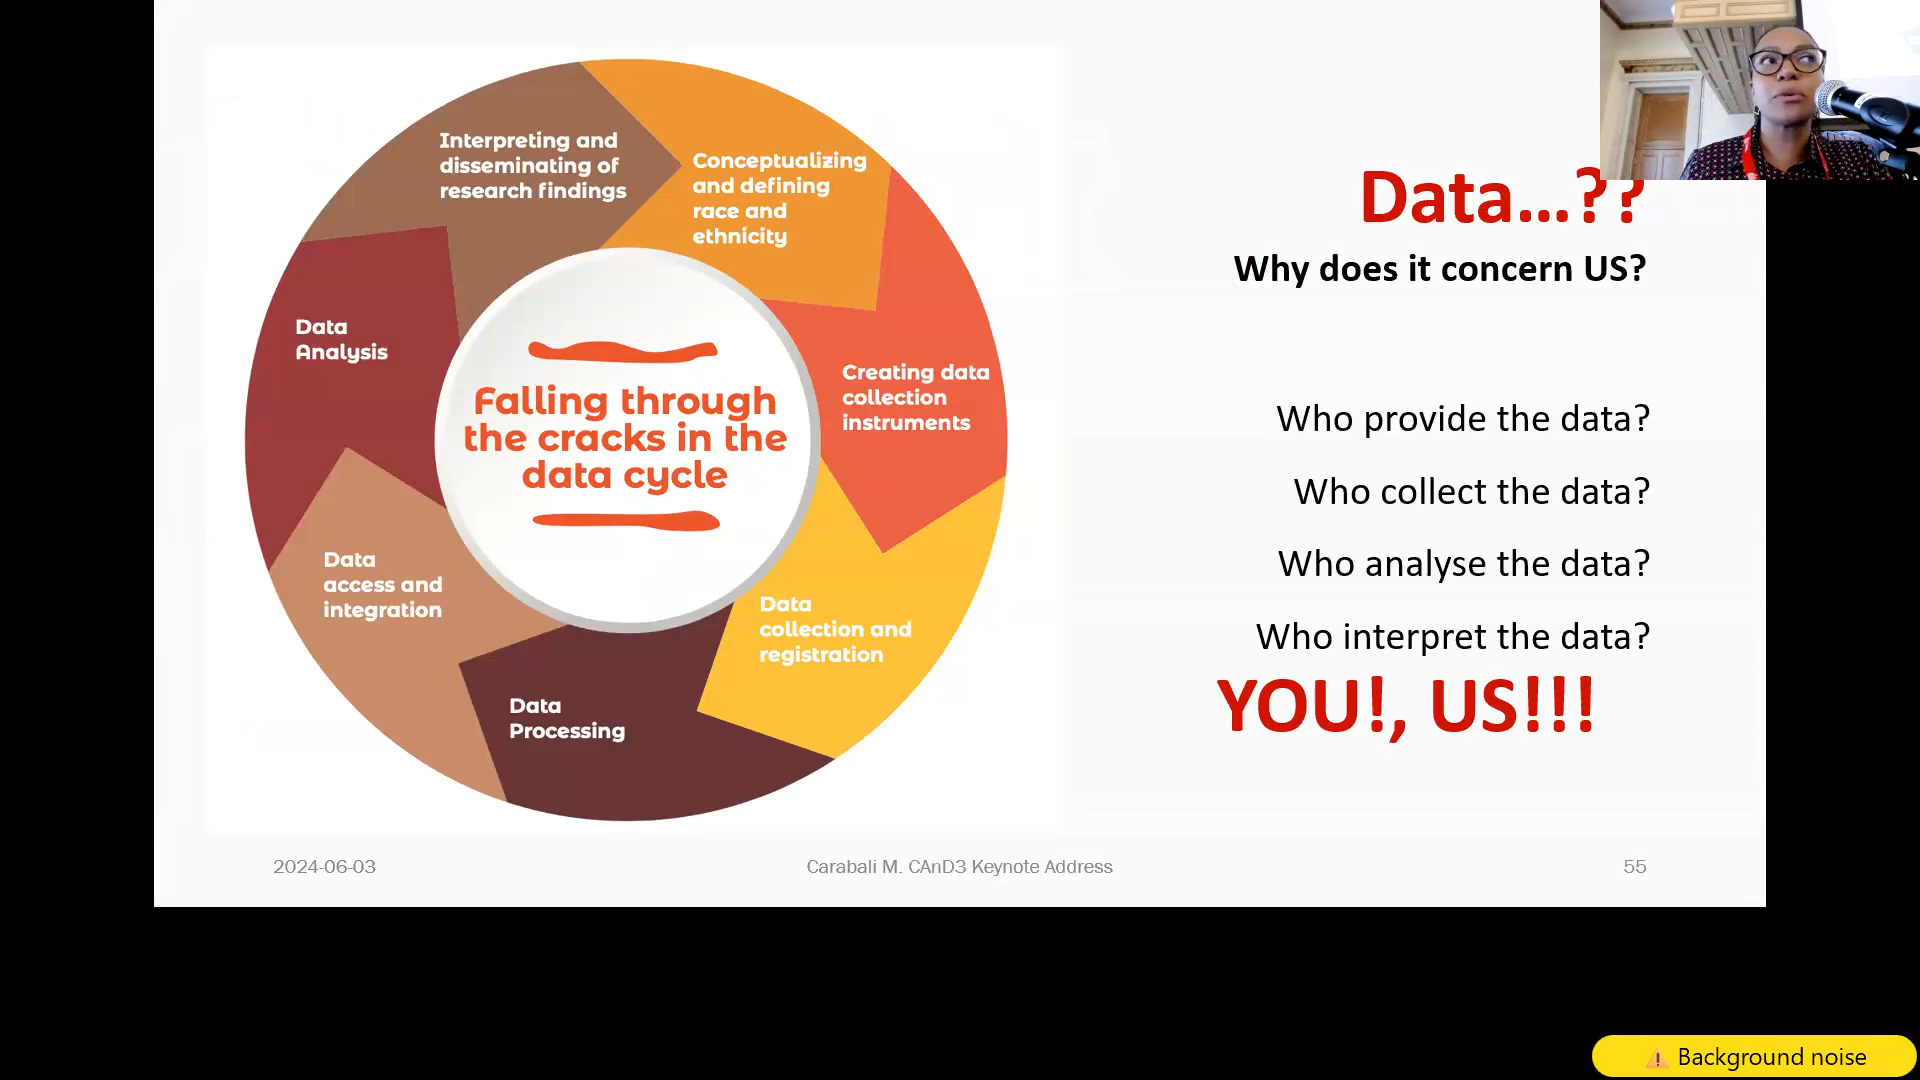 Interpreting and
disseminating of
research findings
Conceptualizing
and defining
race and
ethnicity
Creating data
collection
instruments
Data
collection and
registration
Data
Processing
Data
access and
integration
Data
Analysis
Falling through
the cracks in the
data cycle
Data...??
Why does it concern US?
Who provide the data?
Who collect the data?
Who analyse the data?
Who interpret the data?
YOU!, US!!!
2024-06-03
Carabali M. CAnD3 Keynote Address
55
Background noise